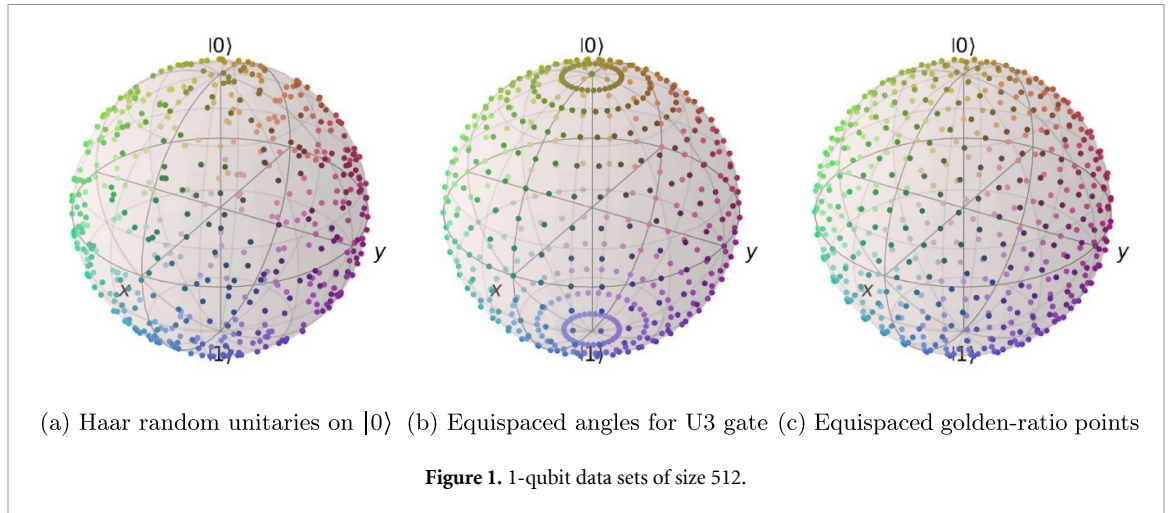 |0⟩ |0⟩ |0⟩
y y y
x x x
|1⟩ |1⟩ |1⟩
(a) Haar random unitaries on |0⟩ (b) Equispaced angles for U3 gate (c) Equispaced golden-ratio points
Figure 1. 1-qubit data sets of size 512.